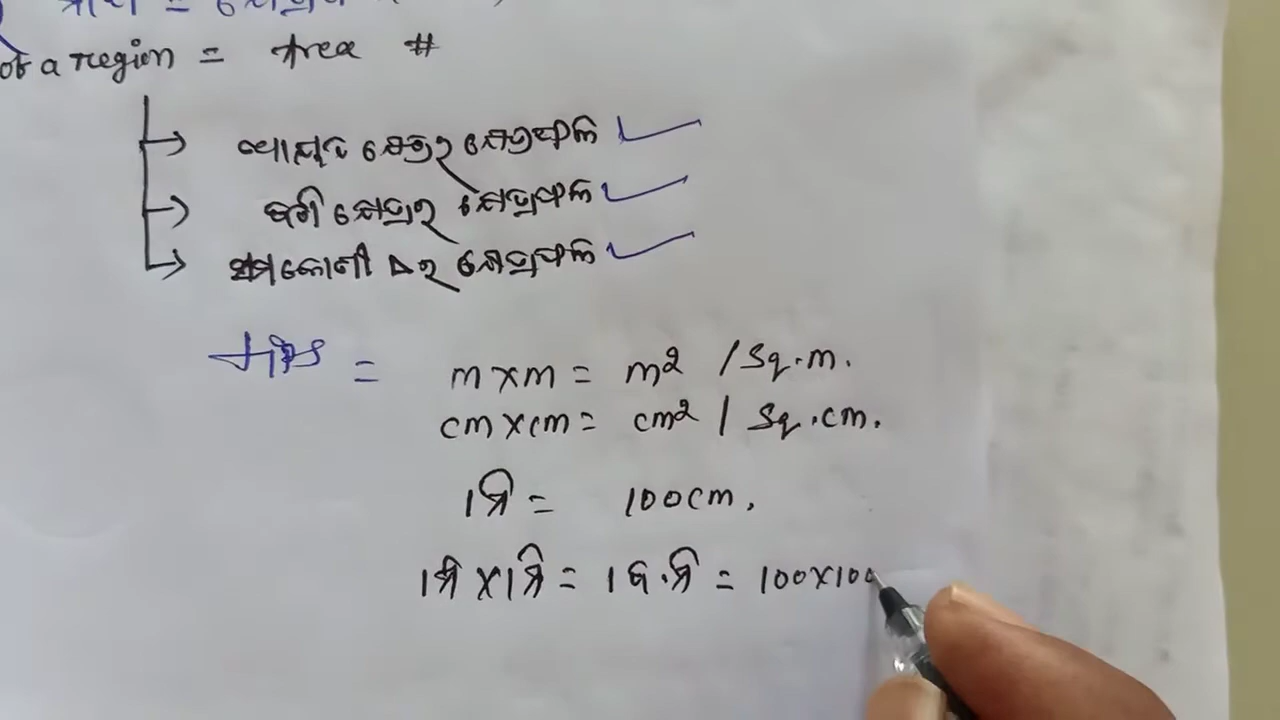 of a region = Area #
ଆୟତ କ୍ଷେତ୍ରର କ୍ଷେତ୍ରଫଳ
ବର୍ଗ କ୍ଷେତ୍ରର କ୍ଷେତ୍ରଫଳ
ସମକୋଣୀ Δର କ୍ଷେତ୍ରଫଳ
= m×m = m² / Sq.m.
cm×cm = cm² / Sq.cm.
1ମି = 100cm.
1ମି×1ମି = 1ବ.ମି = 100×100